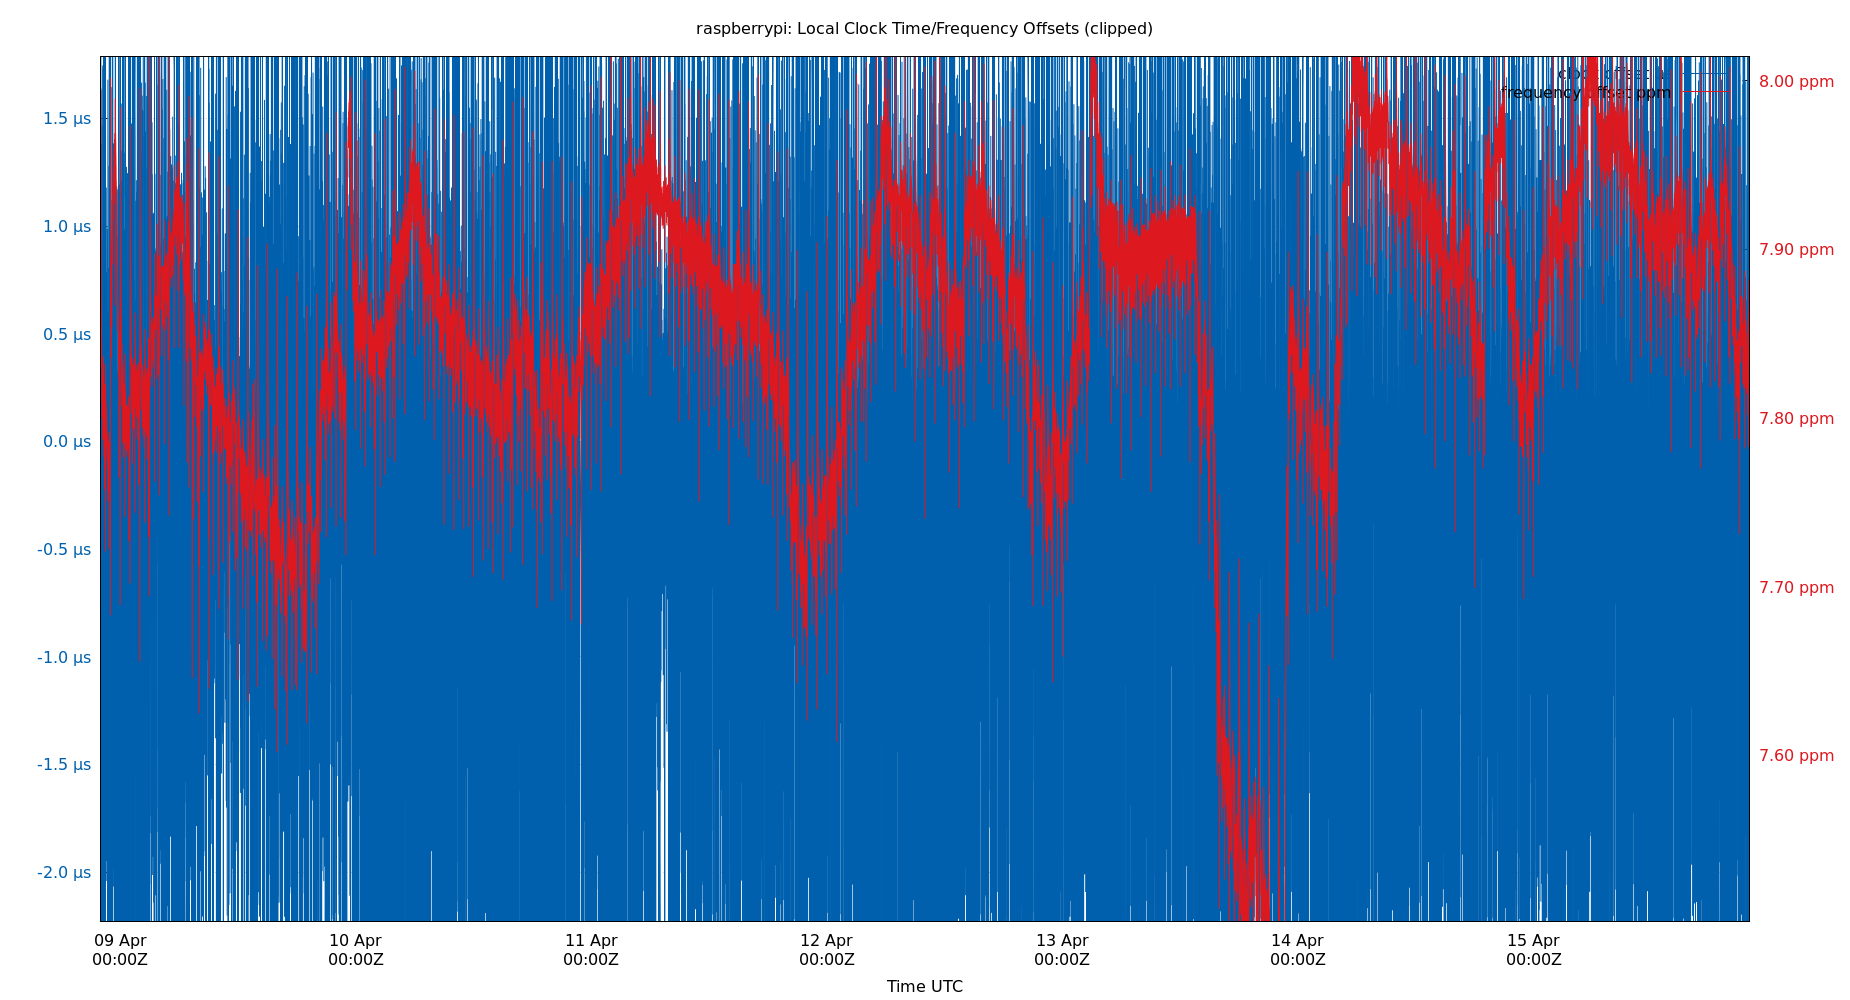 raspberrypi: Local Clock Time/Frequency Offsets (clipped)
frequency offset ppm
1.5 µs
1.0 µs
0.5 µs
0.0 µs
-0.5 µs
-1.0 µs
-1.5 µs
-2.0 µs
8.00 ppm
7.90 ppm
7.80 ppm
7.70 ppm
7.60 ppm
09 Apr 10 Apr 11 Apr 12 Apr 13 Apr 14 Apr 15 Apr
00:00Z 00:00Z 00:00Z 00:00Z 00:00Z 00:00Z 00:00Z
Time UTC